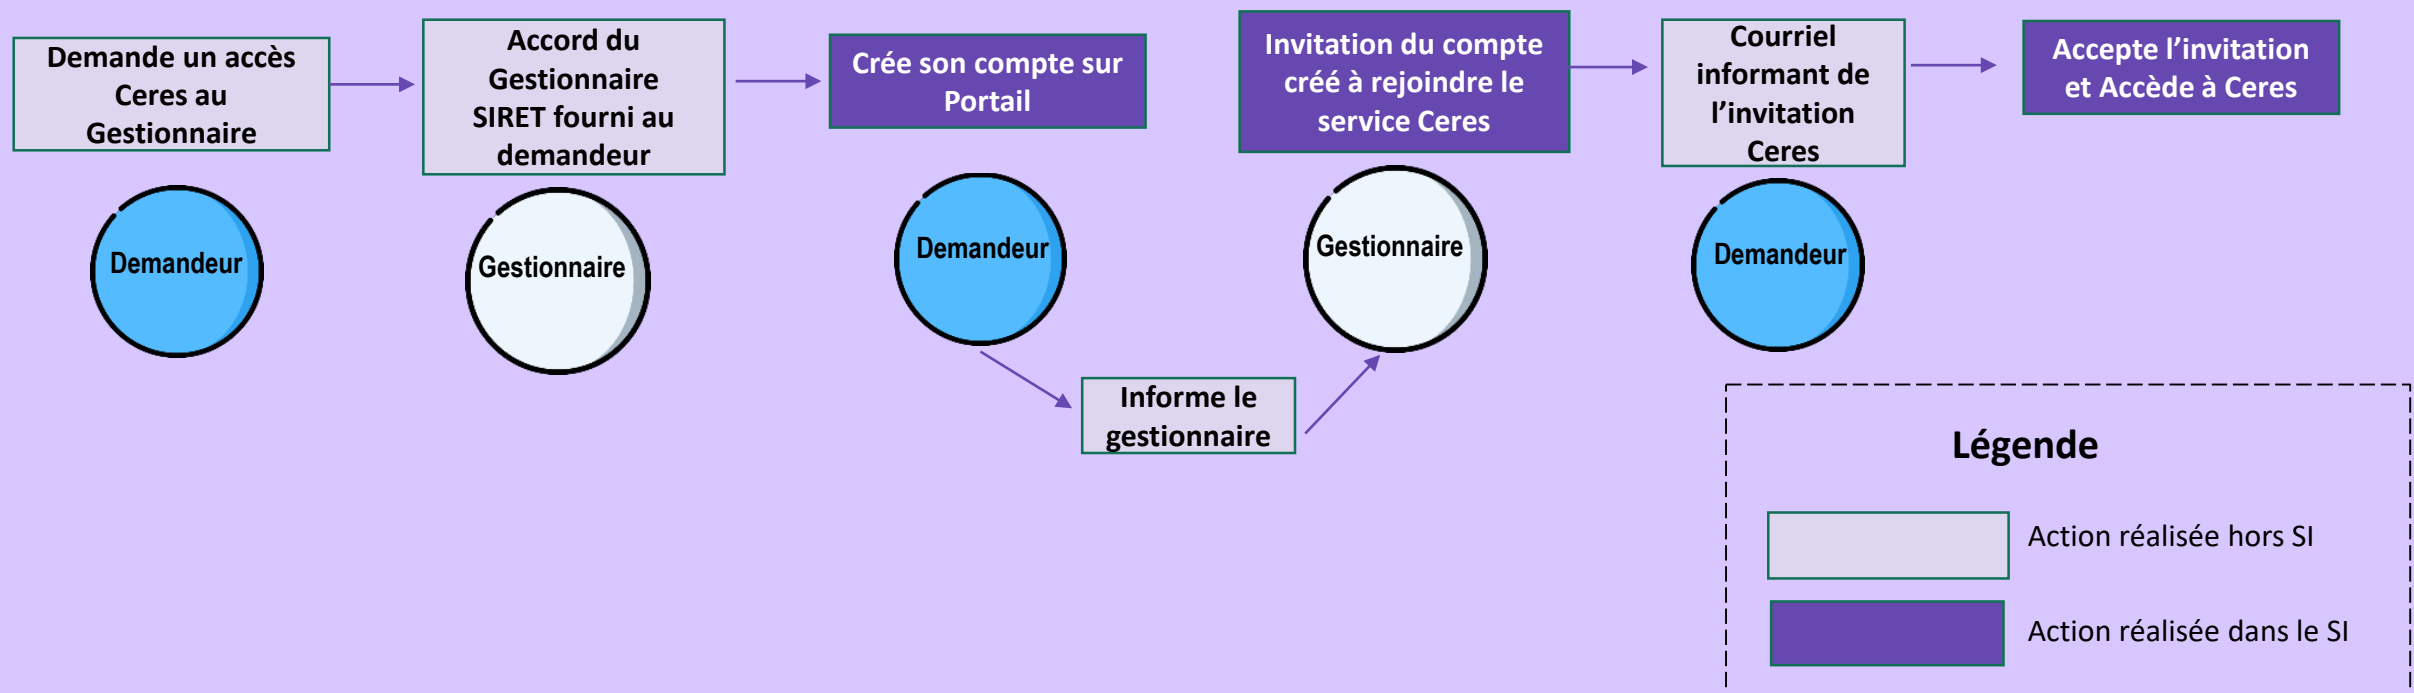 Demande un accès
Ceres au
Gestionnaire
Accord du
Gestionnaire
SIRET fourni au
demandeur
Crée son compte sur
Portail
Invitation du compte
créé à rejoindre le
service Ceres
Courriel
informant de
l’invitation
Ceres
Accepte l’invitation
et Accède à Ceres
Demandeur
Gestionnaire
Demandeur
Gestionnaire
Demandeur
Informe le
gestionnaire
Légende
Action réalisée hors SI
Action réalisée dans le SI